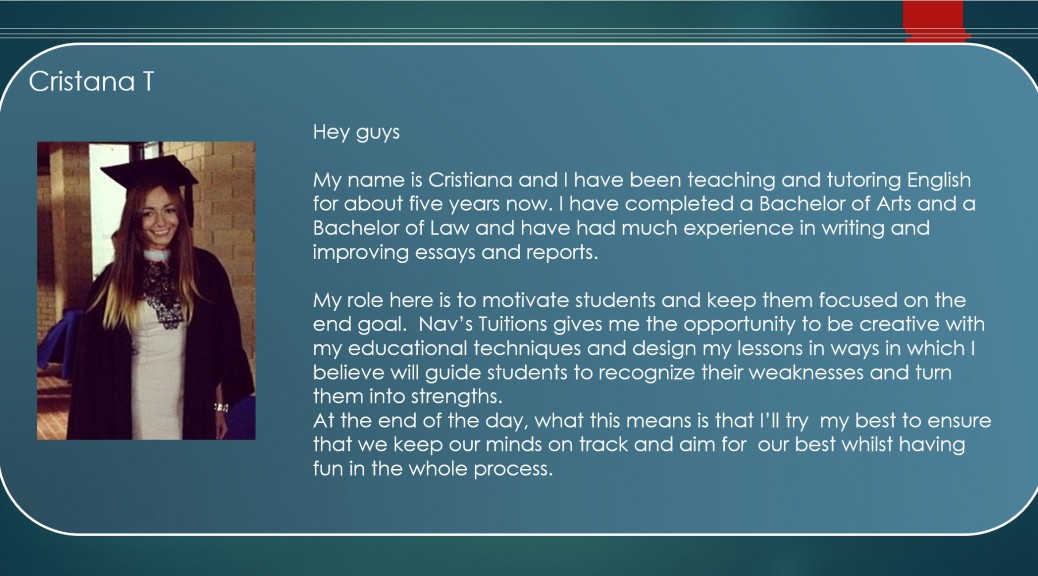 Cristana T
Hey guys
My name is Cristiana and I have been teaching and tutoring English
for about five years now. I have completed a Bachelor of Arts and a
Bachelor of Law and have had much experience in writing and
improving essays and reports.
My role here is to motivate students and keep them focused on the
end goal.  Nav’s Tuitions gives me the opportunity to be creative with
my educational techniques and design my lessons in ways in which I
believe will guide students to recognize their weaknesses and turn
them into strengths.
At the end of the day, what this means is that I’ll try  my best to ensure
that we keep our minds on track and aim for  our best whilst having
fun in the whole process.